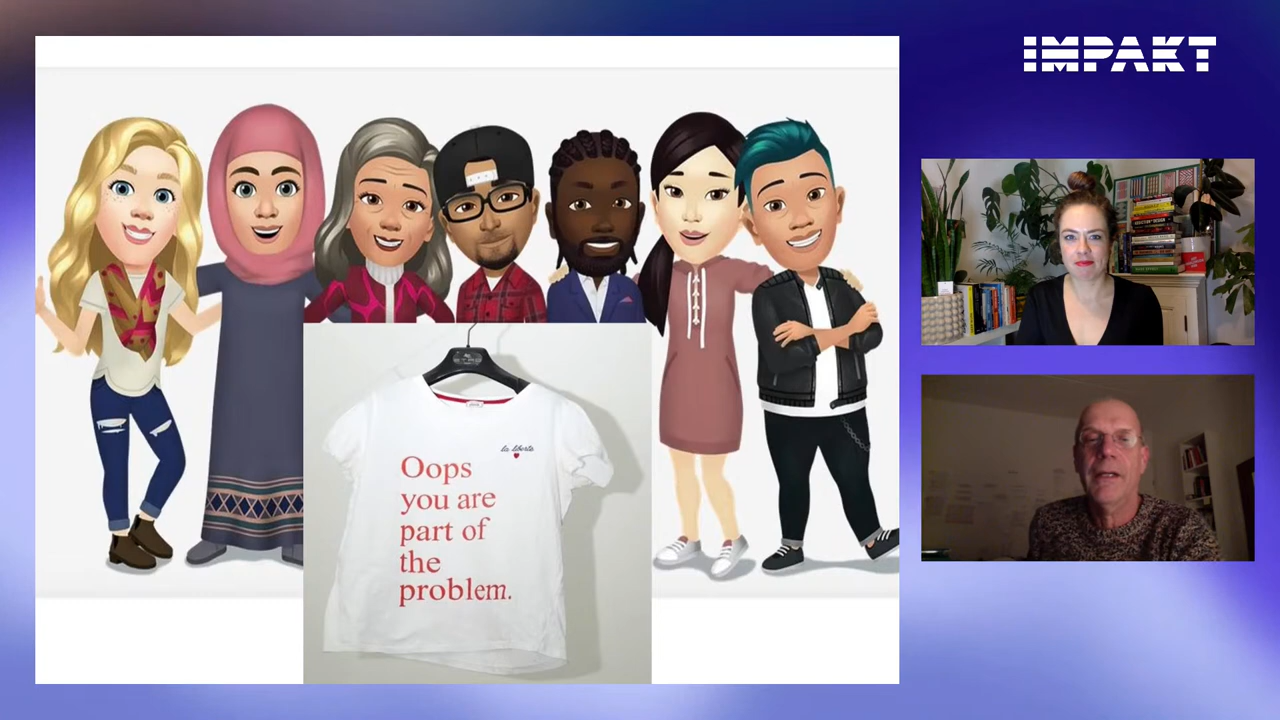 IMPAKT
la liberté
Oops
you are
part of
the
problem.